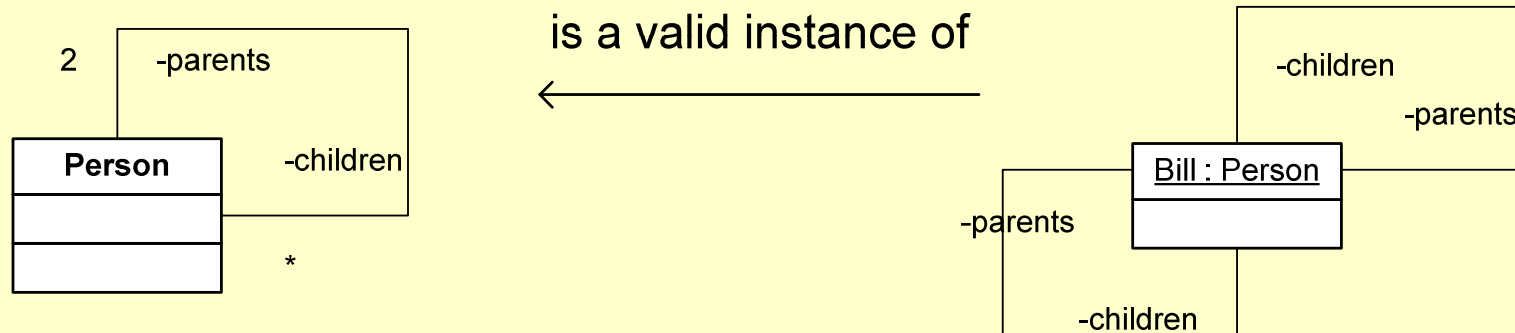 is a valid instance of
2
-parents
-children
Person
*
-children
-parents
Bill : Person
-parents
-children